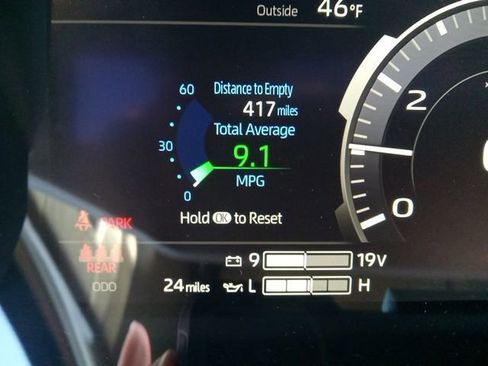 Outside 46°F
60
Distance to Empty
417 miles
Total Average
30
9.1
MPG
0
Hold OK to Reset
2
0
PARK
REAR
ODO
9 19V
24 miles L H